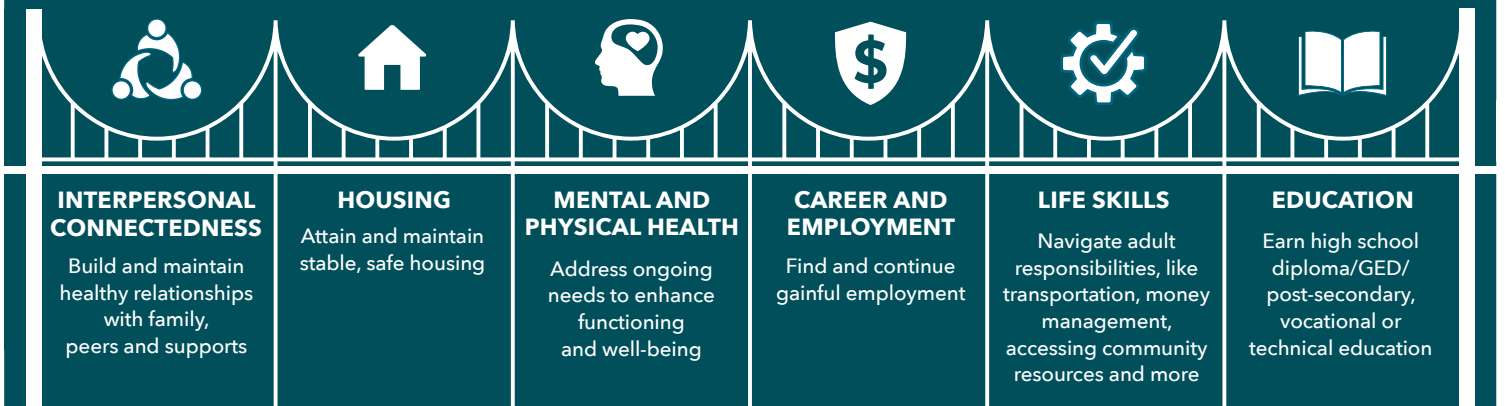 INTERPERSONAL
CONNECTEDNESS
Build and maintain
healthy relationships
with family,
peers and supports
HOUSING
Attain and maintain
stable, safe housing
MENTAL AND
PHYSICAL HEALTH
Address ongoing
needs to enhance
functioning
and well-being
$
CAREER AND
EMPLOYMENT
Find and continue
gainful employment
LIFE SKILLS
Navigate adult
responsibilities, like
transportation, money
management,
accessing community
resources and more
EDUCATION
Earn high school
diploma/GED/
post-secondary,
vocational or
technical education